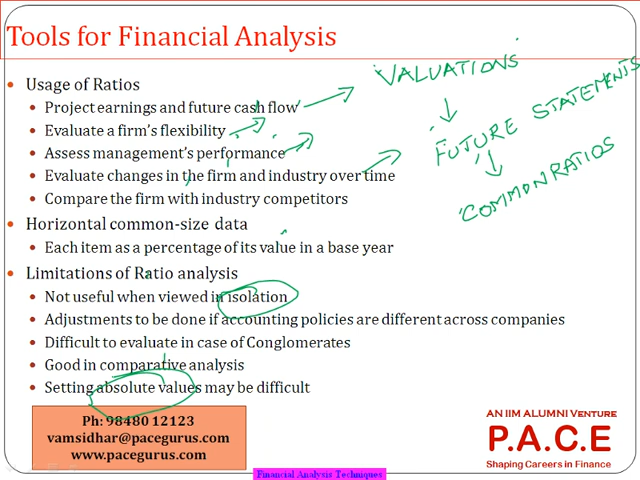 Tools for Financial Analysis
Usage of Ratios
Project earnings and future cash flow
Evaluate a firm's flexibility
Assess management's performance
Evaluate changes in the firm and industry over time
Compare the firm with industry competitors
VALUATIONS
FUTURE STATEMENTS
COMMON RATIOS
Horizontal common-size data
Each item as a percentage of its value in a base year
Limitations of Ratio analysis
Not useful when viewed in isolation
Adjustments to be done if accounting policies are different across companies
Difficult to evaluate in case of Conglomerates
Good in comparative analysis
Setting absolute values may be difficult
Ph: 98480 12123
vamsidhar@pacegurus.com
www.pacegurus.com
AN IIM ALUMNI VENTURE
P.A.C.E
Shaping Careers in Finance
Financial Analysis Techniques